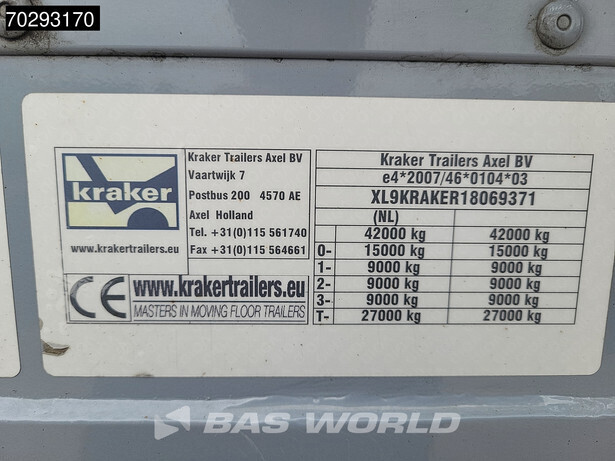 70293170
kraker
www.krakertrailers.eu
Kraker Trailers Axel BV
Vaartwijk 7
Postbus 200 4570 AE
Axel Holland
Tel. +31(0)115 561740
Fax +31(0)115 564661
CE www.krakertrailers.eu
MASTERS IN MOVING FLOOR TRAILERS
Kraker Trailers Axel BV
e4*2007/46*0104*03
XL9KRAKER18069371
(NL)
42000 kg 42000 kg
0- 15000 kg 15000 kg
1- 9000 kg 9000 kg
2- 9000 kg 9000 kg
3- 9000 kg 9000 kg
T- 27000 kg 27000 kg
BAS WORLD